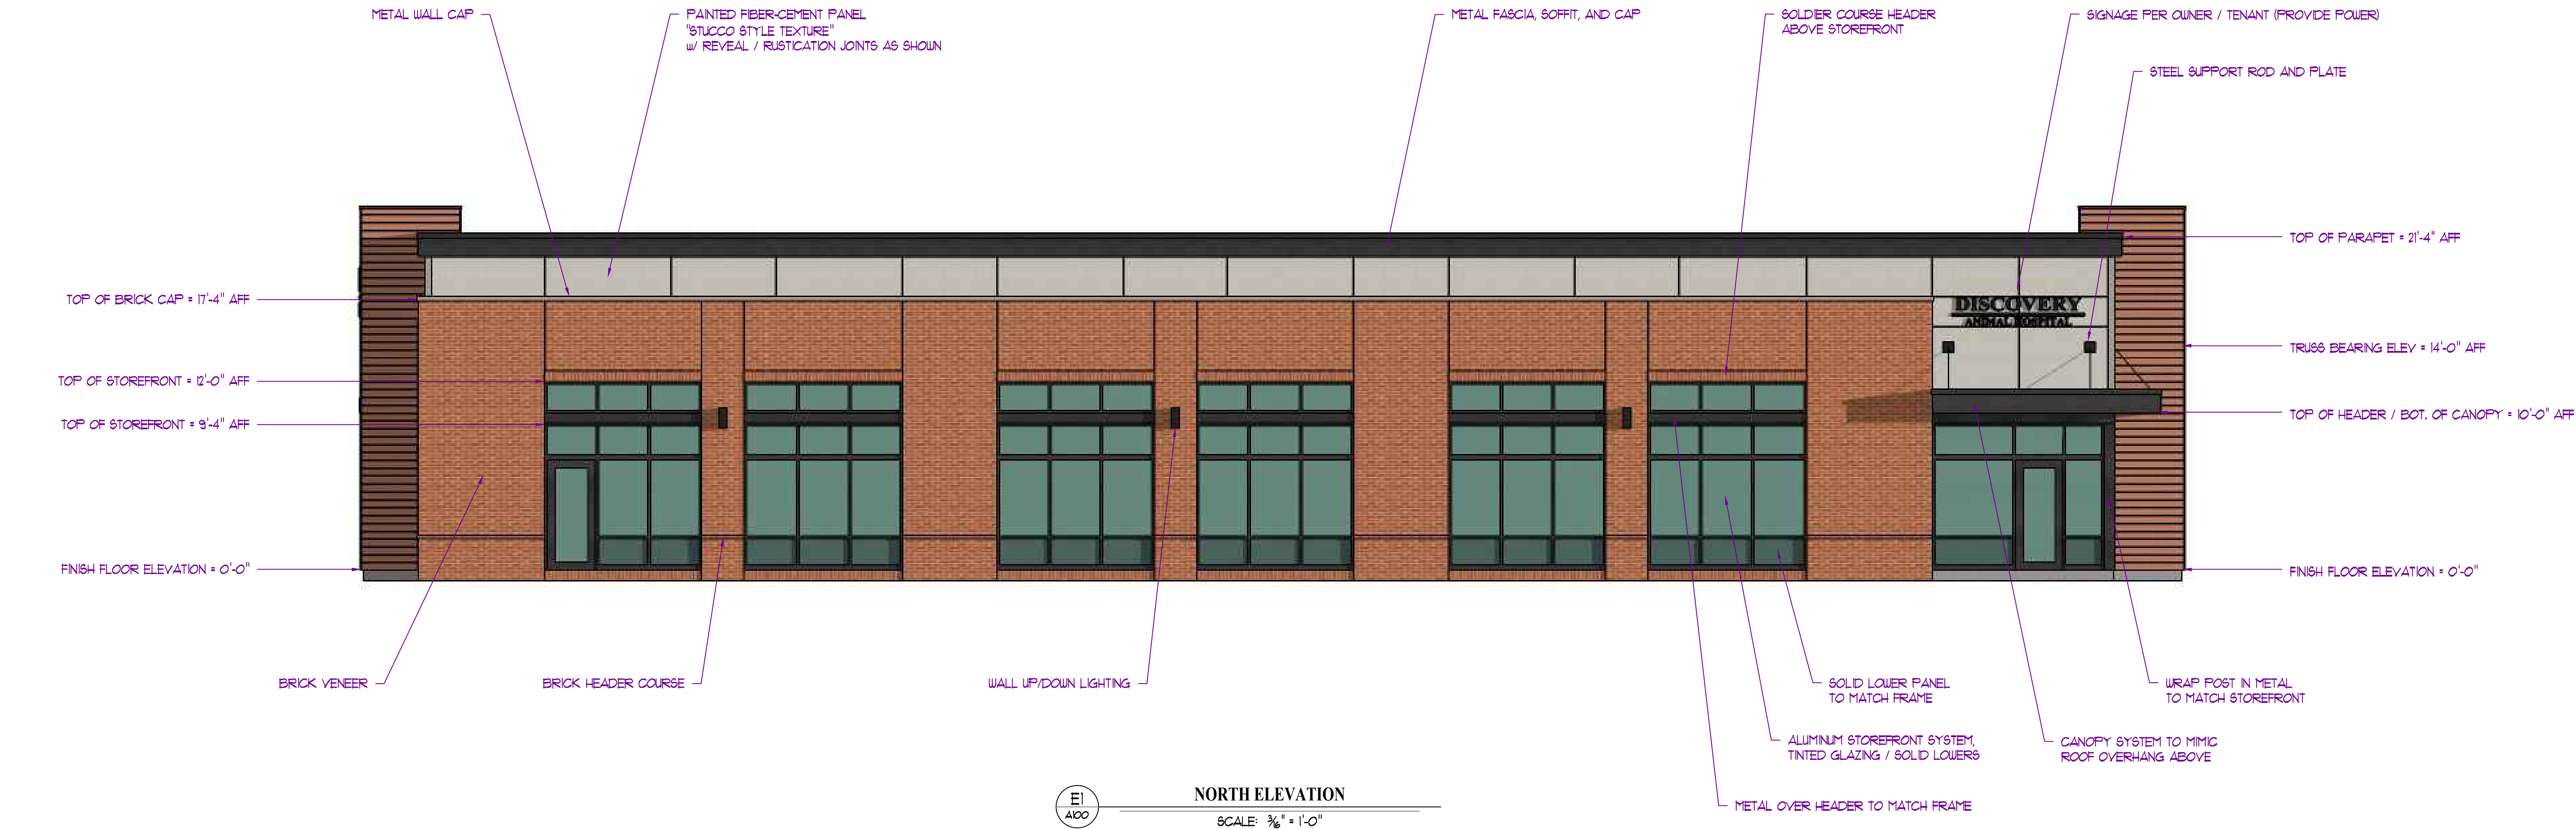 METAL WALL CAP
PAINTED FIBER-CEMENT PANEL
"STUCCO STYLE TEXTURE"
w/ REVEAL / RUSTICATION JOINTS AS SHOWN
METAL FASCIA, SOFFIT, AND CAP
SOLDIER COURSE HEADER
ABOVE STOREFRONT
SIGNAGE PER OWNER / TENANT (PROVIDE POWER)
STEEL SUPPORT ROD AND PLATE
TOP OF PARAPET = 21'-4" AFF
TOP OF BRICK CAP = 17'-4" AFF
DISCOVERY
ANIMAL HOSPITAL
TRUSS BEARING ELEV = 14'-0" AFF
TOP OF STOREFRONT = 12'-0" AFF
TOP OF HEADER / BOT. OF CANOPY = 10'-0" AFF
TOP OF STOREFRONT = 9'-4" AFF
FINISH FLOOR ELEVATION = 0'-0"
FINISH FLOOR ELEVATION = 0'-0"
BRICK VENEER
BRICK HEADER COURSE
WALL UP/DOWN LIGHTING
SOLID LOWER PANEL
TO MATCH FRAME
WRAP POST IN METAL
TO MATCH STOREFRONT
ALUMINUM STOREFRONT SYSTEM,
TINTED GLAZING / SOLID LOWERS
CANOPY SYSTEM TO MIMIC
ROOF OVERHANG ABOVE
METAL OVER HEADER TO MATCH FRAME
E1
A100
NORTH ELEVATION
SCALE: 3/16" = 1'-0"